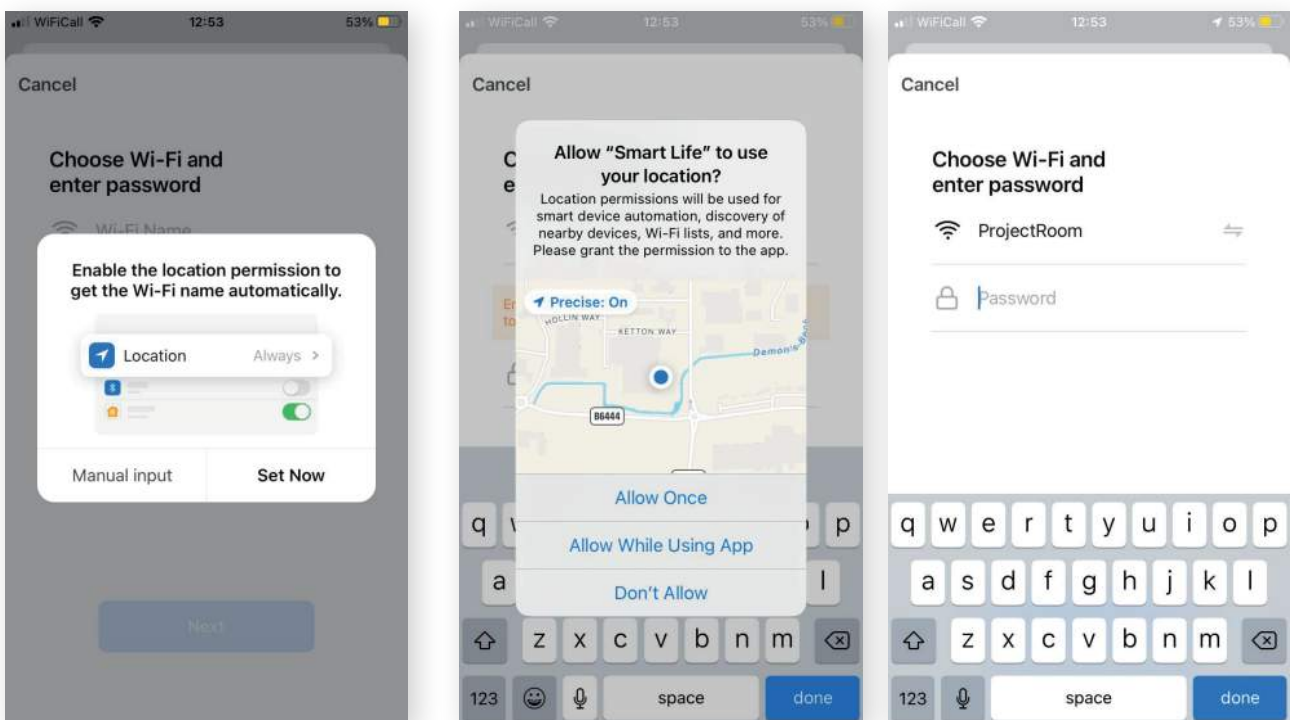 WiFiCall 12:53 53%
Cancel
Choose Wi-Fi and
enter password
Wi-Fi Name
Enable the location permission to
get the Wi-Fi name automatically.
Location Always >
Manual input Set Now
Next
WiFiCall 12:53 53%
Cancel
Allow “Smart Life” to use
your location?
Location permissions will be used for
smart device automation, discovery of
nearby devices, Wi-Fi lists, and more.
Please grant the permission to the app.
Precise: On
HOLLIN WAY
KETTON WAY
Demon's
B6444
Allow Once
Allow While Using App
Don’t Allow
q p
a l
z x c v b n m
123 space done
WiFiCall 12:53 53%
Cancel
Choose Wi-Fi and
enter password
ProjectRoom
Password
q w e r t y u i o p
a s d f g h j k l
z x c v b n m
123 space done